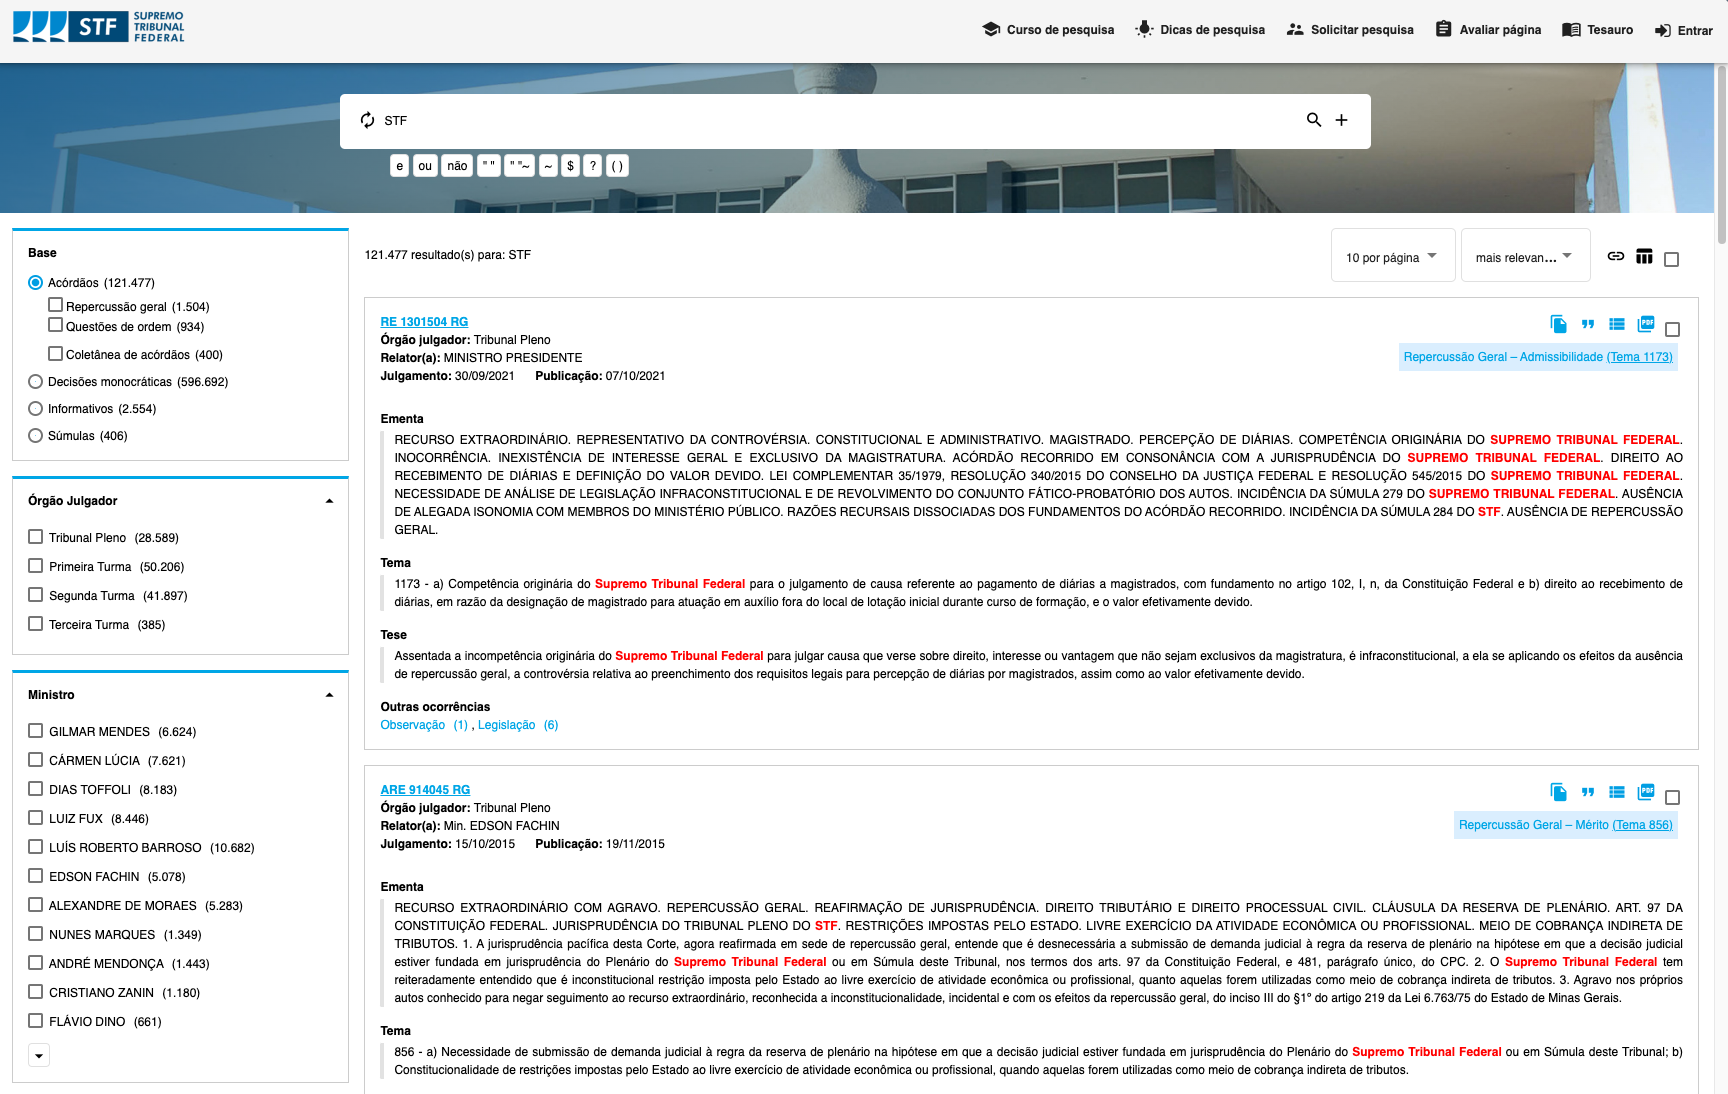 STF SUPREMO TRIBUNAL FEDERAL
Curso de pesquisa
Dicas de pesquisa
Solicitar pesquisa
Avaliar página
Tesauro
Entrar
STF
e ou não " " " "~ ~ $ ? ( )
Base
Acórdãos (121.477)
Repercussão geral (1.504)
Questões de ordem (934)
Coletânea de acórdãos (400)
Decisões monocráticas (596.692)
Informativos (2.554)
Súmulas (406)
Órgão Julgador
Tribunal Pleno (28.589)
Primeira Turma (50.206)
Segunda Turma (41.897)
Terceira Turma (385)
Ministro
GILMAR MENDES (6.624)
CÁRMEN LÚCIA (7.621)
DIAS TOFFOLI (8.183)
LUIZ FUX (8.446)
LUÍS ROBERTO BARROSO (10.682)
EDSON FACHIN (5.078)
ALEXANDRE DE MORAES (5.283)
NUNES MARQUES (1.349)
ANDRÉ MENDONÇA (1.443)
CRISTIANO ZANIN (1.180)
FLÁVIO DINO (661)
121.477 resultado(s) para: STF
10 por página
mais relevan...
RE 1301504 RG
Órgão julgador: Tribunal Pleno
Relator(a): MINISTRO PRESIDENTE
Julgamento: 30/09/2021 Publicação: 07/10/2021
PDF
Repercussão Geral – Admissibilidade (Tema 1173)
Ementa
RECURSO EXTRAORDINÁRIO. REPRESENTATIVO DA CONTROVÉRSIA. CONSTITUCIONAL E ADMINISTRATIVO. MAGISTRADO. PERCEPÇÃO DE DIÁRIAS. COMPETÊNCIA ORIGINÁRIA DO SUPREMO TRIBUNAL FEDERAL.
INOCORRÊNCIA. INEXISTÊNCIA DE INTERESSE GERAL E EXCLUSIVO DA MAGISTRATURA. ACÓRDÃO RECORRIDO EM CONSONÂNCIA COM A JURISPRUDÊNCIA DO SUPREMO TRIBUNAL FEDERAL. DIREITO AO
RECEBIMENTO DE DIÁRIAS E DEFINIÇÃO DO VALOR DEVIDO. LEI COMPLEMENTAR 35/1979, RESOLUÇÃO 340/2015 DO CONSELHO DA JUSTIÇA FEDERAL E RESOLUÇÃO 545/2015 DO SUPREMO TRIBUNAL FEDERAL.
NECESSIDADE DE ANÁLISE DE LEGISLAÇÃO INFRACONSTITUCIONAL E DE REVOLVIMENTO DO CONJUNTO FÁTICO-PROBATÓRIO DOS AUTOS. INCIDÊNCIA DA SÚMULA 279 DO SUPREMO TRIBUNAL FEDERAL. AUSÊNCIA
DE ALEGADA ISONOMIA COM MEMBROS DO MINISTÉRIO PÚBLICO. RAZÕES RECURSAIS DISSOCIADAS DOS FUNDAMENTOS DO ACÓRDÃO RECORRIDO. INCIDÊNCIA DA SÚMULA 284 DO STF. AUSÊNCIA DE REPERCUSSÃO
GERAL.
Tema
1173 - a) Competência originária do Supremo Tribunal Federal para o julgamento de causa referente ao pagamento de diárias a magistrados, com fundamento no artigo 102, I, n, da Constituição Federal e b) direito ao recebimento de
diárias, em razão da designação de magistrado para atuação em auxílio fora do local de lotação inicial durante curso de formação, e o valor efetivamente devido.
Tese
Assentada a incompetência originária do Supremo Tribunal Federal para julgar causa que verse sobre direito, interesse ou vantagem que não sejam exclusivos da magistratura, é infraconstitucional, a ela se aplicando os efeitos da ausência
de repercussão geral, a controvérsia relativa ao preenchimento dos requisitos legais para percepção de diárias por magistrados, assim como ao valor efetivamente devido.
Outras ocorrências
Observação (1) , Legislação (6)
ARE 914045 RG
Órgão julgador: Tribunal Pleno
Relator(a): Min. EDSON FACHIN
Julgamento: 15/10/2015 Publicação: 19/11/2015
PDF
Repercussão Geral – Mérito (Tema 856)
Ementa
RECURSO EXTRAORDINÁRIO COM AGRAVO. REPERCUSSÃO GERAL. REAFIRMAÇÃO DE JURISPRUDÊNCIA. DIREITO TRIBUTÁRIO E DIREITO PROCESSUAL CIVIL. CLÁUSULA DA RESERVA DE PLENÁRIO. ART. 97 DA
CONSTITUIÇÃO FEDERAL. JURISPRUDÊNCIA DO TRIBUNAL PLENO DO STF. RESTRIÇÕES IMPOSTAS PELO ESTADO. LIVRE EXERCÍCIO DA ATIVIDADE ECONÔMICA OU PROFISSIONAL. MEIO DE COBRANÇA INDIRETA DE
TRIBUTOS. 1. A jurisprudência pacífica desta Corte, agora reafirmada em sede de repercussão geral, entende que é desnecessária a submissão de demanda judicial à regra da reserva de plenário na hipótese em que a decisão judicial
estiver fundada em jurisprudência do Plenário do Supremo Tribunal Federal ou em Súmula deste Tribunal, nos termos dos arts. 97 da Constituição Federal, e 481, parágrafo único, do CPC. 2. O Supremo Tribunal Federal tem
reiteradamente entendido que é inconstitucional restrição imposta pelo Estado ao livre exercício de atividade econômica ou profissional, quanto aquelas forem utilizadas como meio de cobrança indireta de tributos. 3. Agravo nos próprios
autos conhecido para negar seguimento ao recurso extraordinário, reconhecida a inconstitucionalidade, incidental e com os efeitos da repercussão geral, do inciso III do §1º do artigo 219 da Lei 6.763/75 do Estado de Minas Gerais.
Tema
856 - a) Necessidade de submissão de demanda judicial à regra da reserva de plenário na hipótese em que a decisão judicial estiver fundada em jurisprudência do Plenário do Supremo Tribunal Federal ou em Súmula deste Tribunal; b)
Constitucionalidade de restrições impostas pelo Estado ao livre exercício de atividade econômica ou profissional, quando aquelas forem utilizadas como meio de cobrança indireta de tributos.